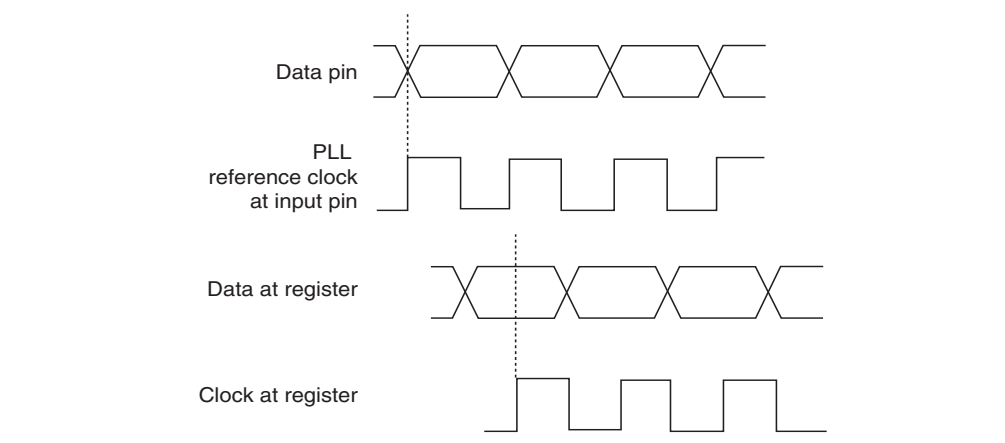 Data pin
PLL
reference clock
at input pin
Data at register
Clock at register